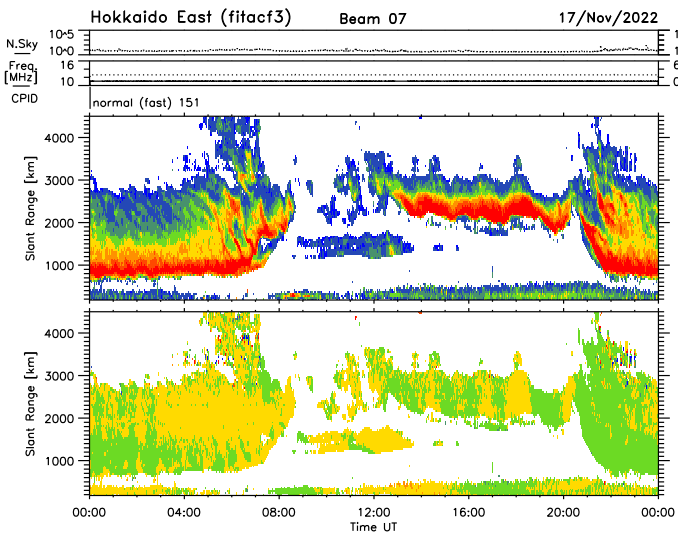 Hokkaido East (fitacf3) Beam 07 17/Nov/2022
N.Sky 10^5
10^0
Freq. [MHz] 16 6
10 0
CPID normal (fast) 151
Slant Range [km]
4000
3000
2000
1000
Slant Range [km]
4000
3000
2000
1000
00:00 04:00 08:00 12:00 16:00 20:00 00:00
Time UT